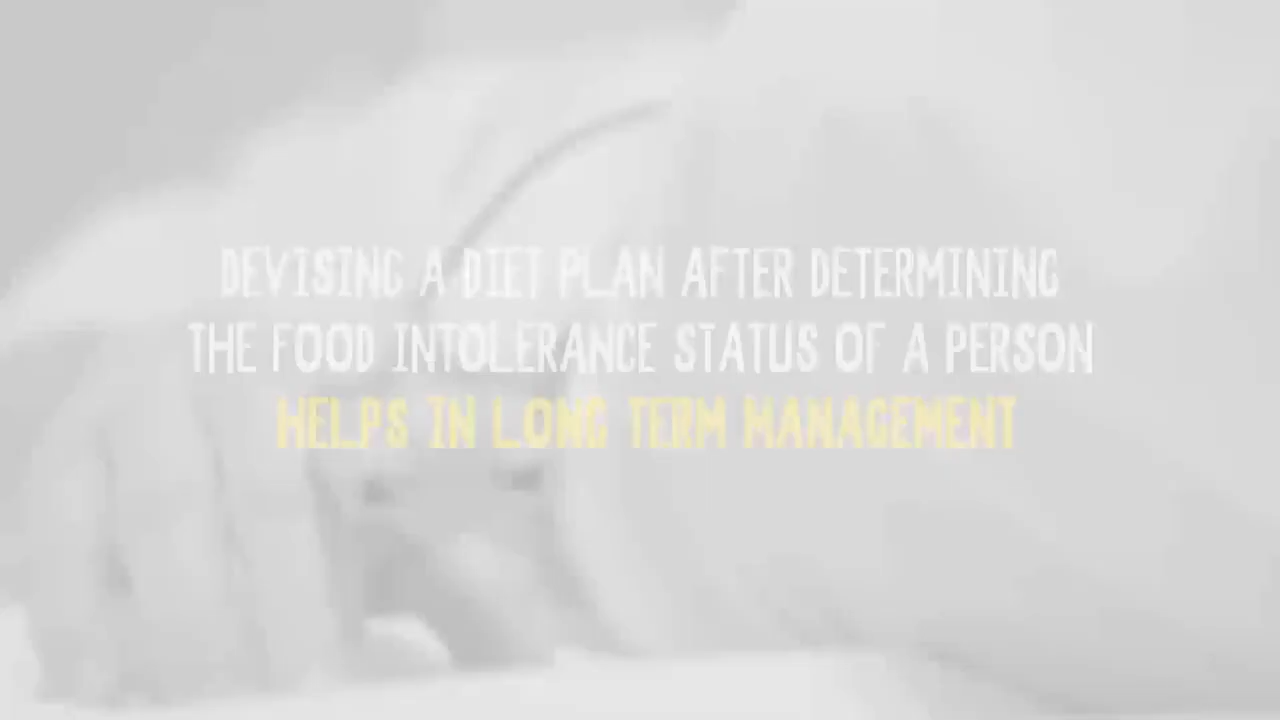 DEVISING A DIET PLAN AFTER DETERMINING
THE FOOD INTOLERANCE STATUS OF A PERSON
HELPS IN LONG TERM MANAGEMENT